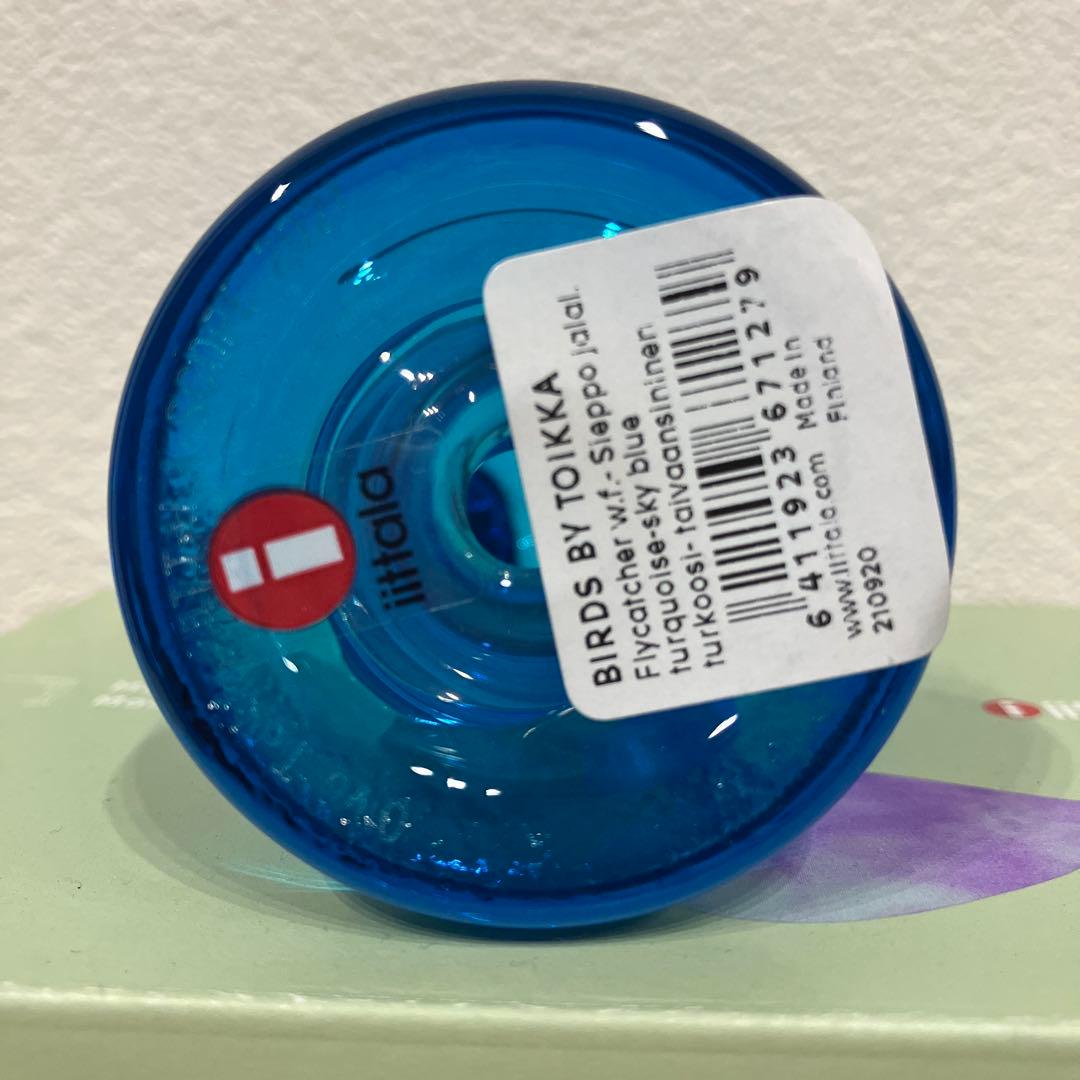 iittala
BIRDS BY TOIKKA
Flycatcher w.f.- Sieppo jalal.
turquoise-sky blue
turkoosi- taivaansininen
6 411923 671279
www.iittala.com Made in
Finland
210920